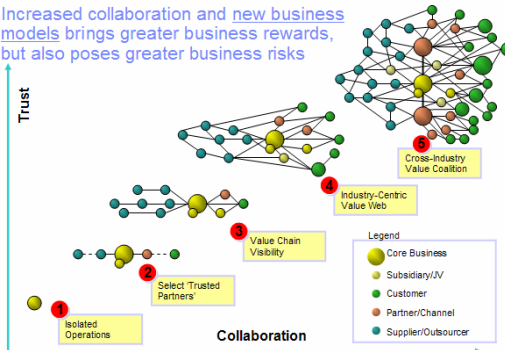 Increased collaboration and new business
models brings greater business rewards,
but also poses greater business risks
Trust
5
Cross-Industry
Value Coalition
4
Industry-Centric
Value Web
3
Value Chain
Visibility
2
Select 'Trusted
Partners'
1
Isolated
Operations
Collaboration
Legend
Core Business
Subsidiary/JV
Customer
Partner/Channel
Supplier/Outsourcer